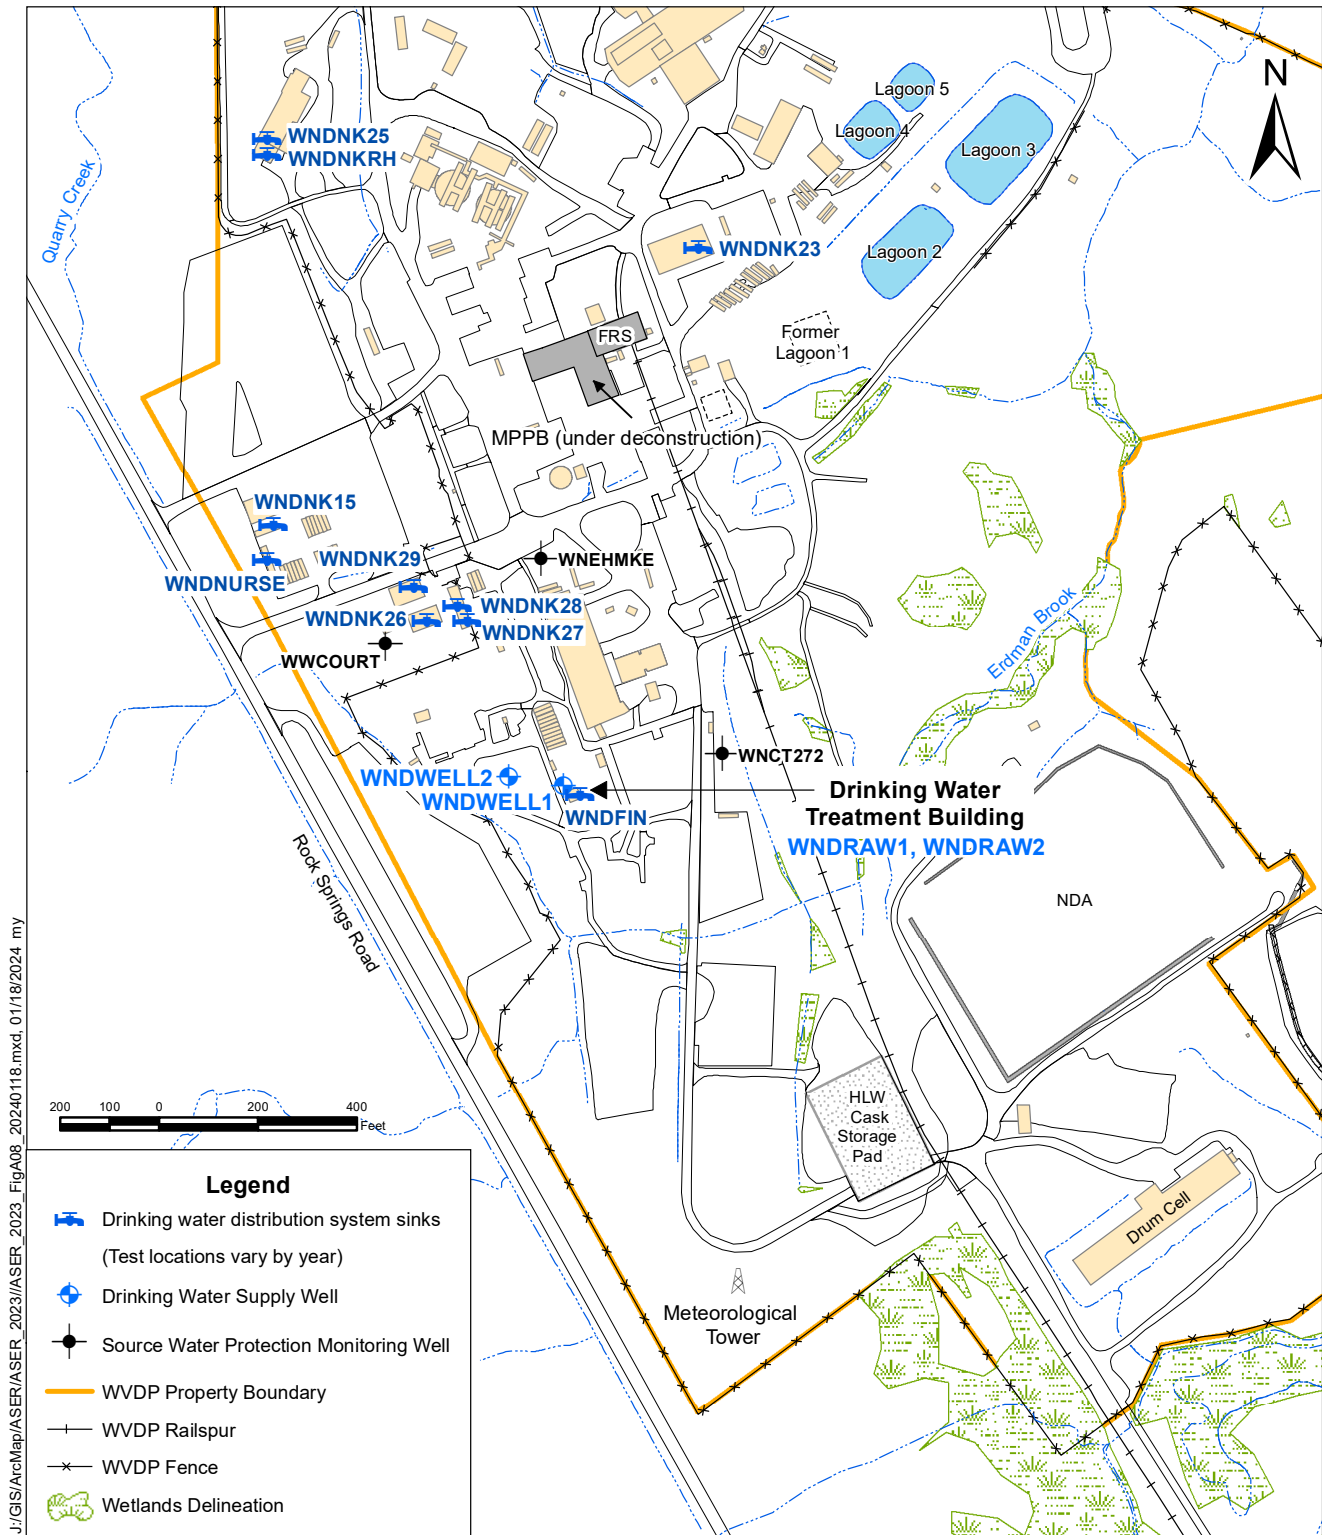 N
Lagoon 5
Lagoon 4
Lagoon 3
Lagoon 2
WNDNK25
WNDNKRH
Quarry Creek
WNDNK23
Former
Lagoon 1
FRS
MPPB (under deconstruction)
WNDNK15
WNDNURSE
WNDNK29
WNEHMKE
WNDNK28
WNDNK26
WNDNK27
WWCOURT
Erdman Brook
WNCT272
WNDWELL2
WNDWELL1
WNDFIN
Drinking Water
Treatment Building
WNDRAW1, WNDRAW2
Rock Springs Road
NDA
HLW
Cask
Storage
Pad
Drum Cell
Meteorological
Tower
200 100 0 200 400
Feet
Legend
Drinking water distribution system sinks
(Test locations vary by year)
Drinking Water Supply Well
Source Water Protection Monitoring Well
WVDP Property Boundary
WVDP Railspur
WVDP Fence
Wetlands Delineation
J:/GIS/ArcMap/ASER/ASER_2023//ASER_2023_FigA08_20240118.mxd, 01/18/2024 my